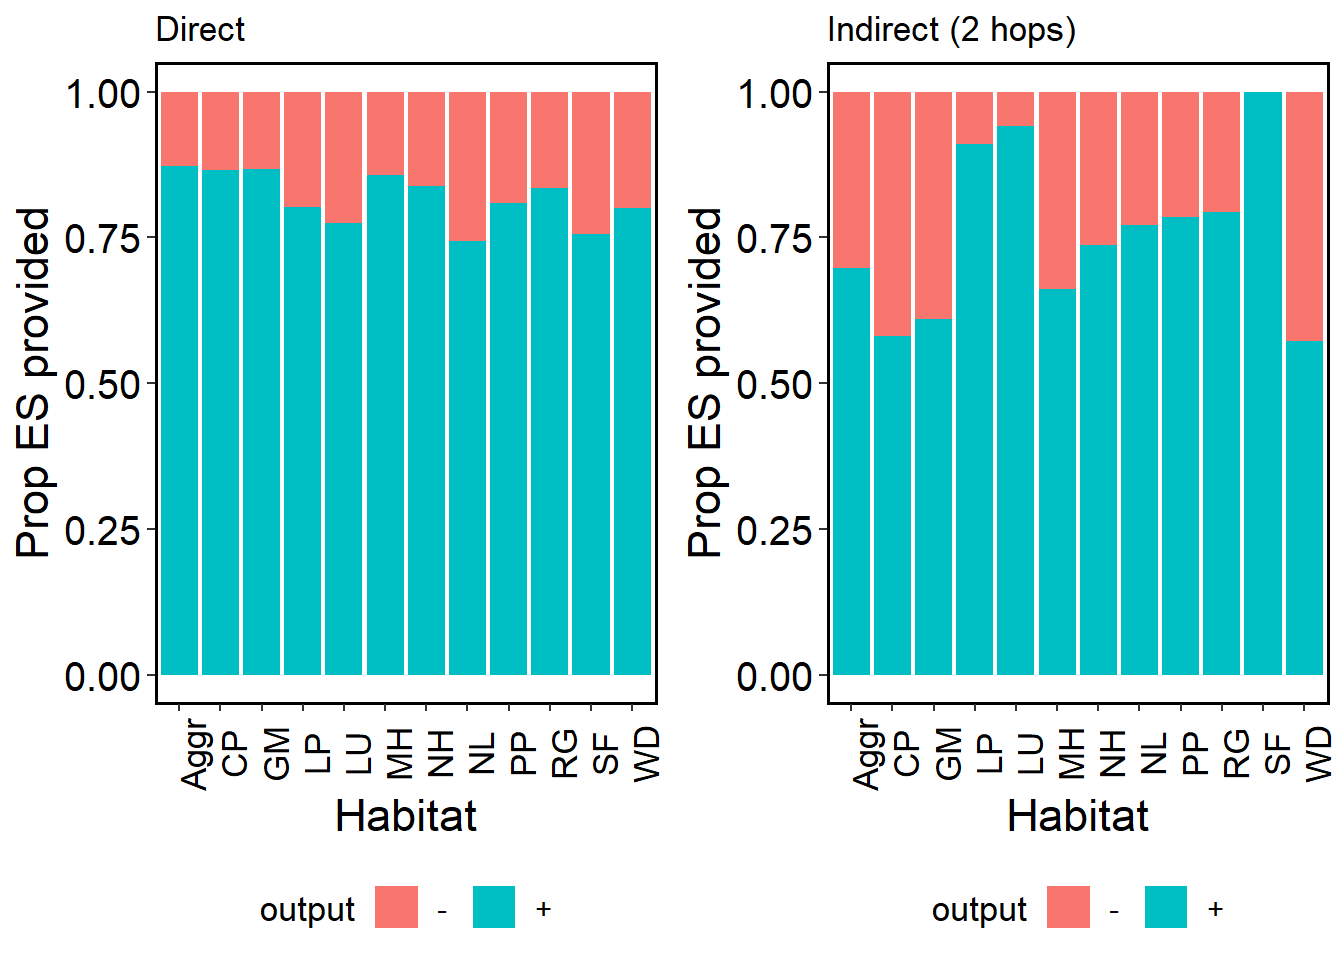 Direct
1.00
0.75
0.50
0.25
0.00
Prop ES provided
Aggr
CP
GM
LP
LU
MH
NH
NL
PP
RG
SF
WD
Habitat
output - +
Indirect (2 hops)
1.00
0.75
0.50
0.25
0.00
Prop ES provided
Aggr
CP
GM
LP
LU
MH
NH
NL
PP
RG
SF
WD
Habitat
output - +